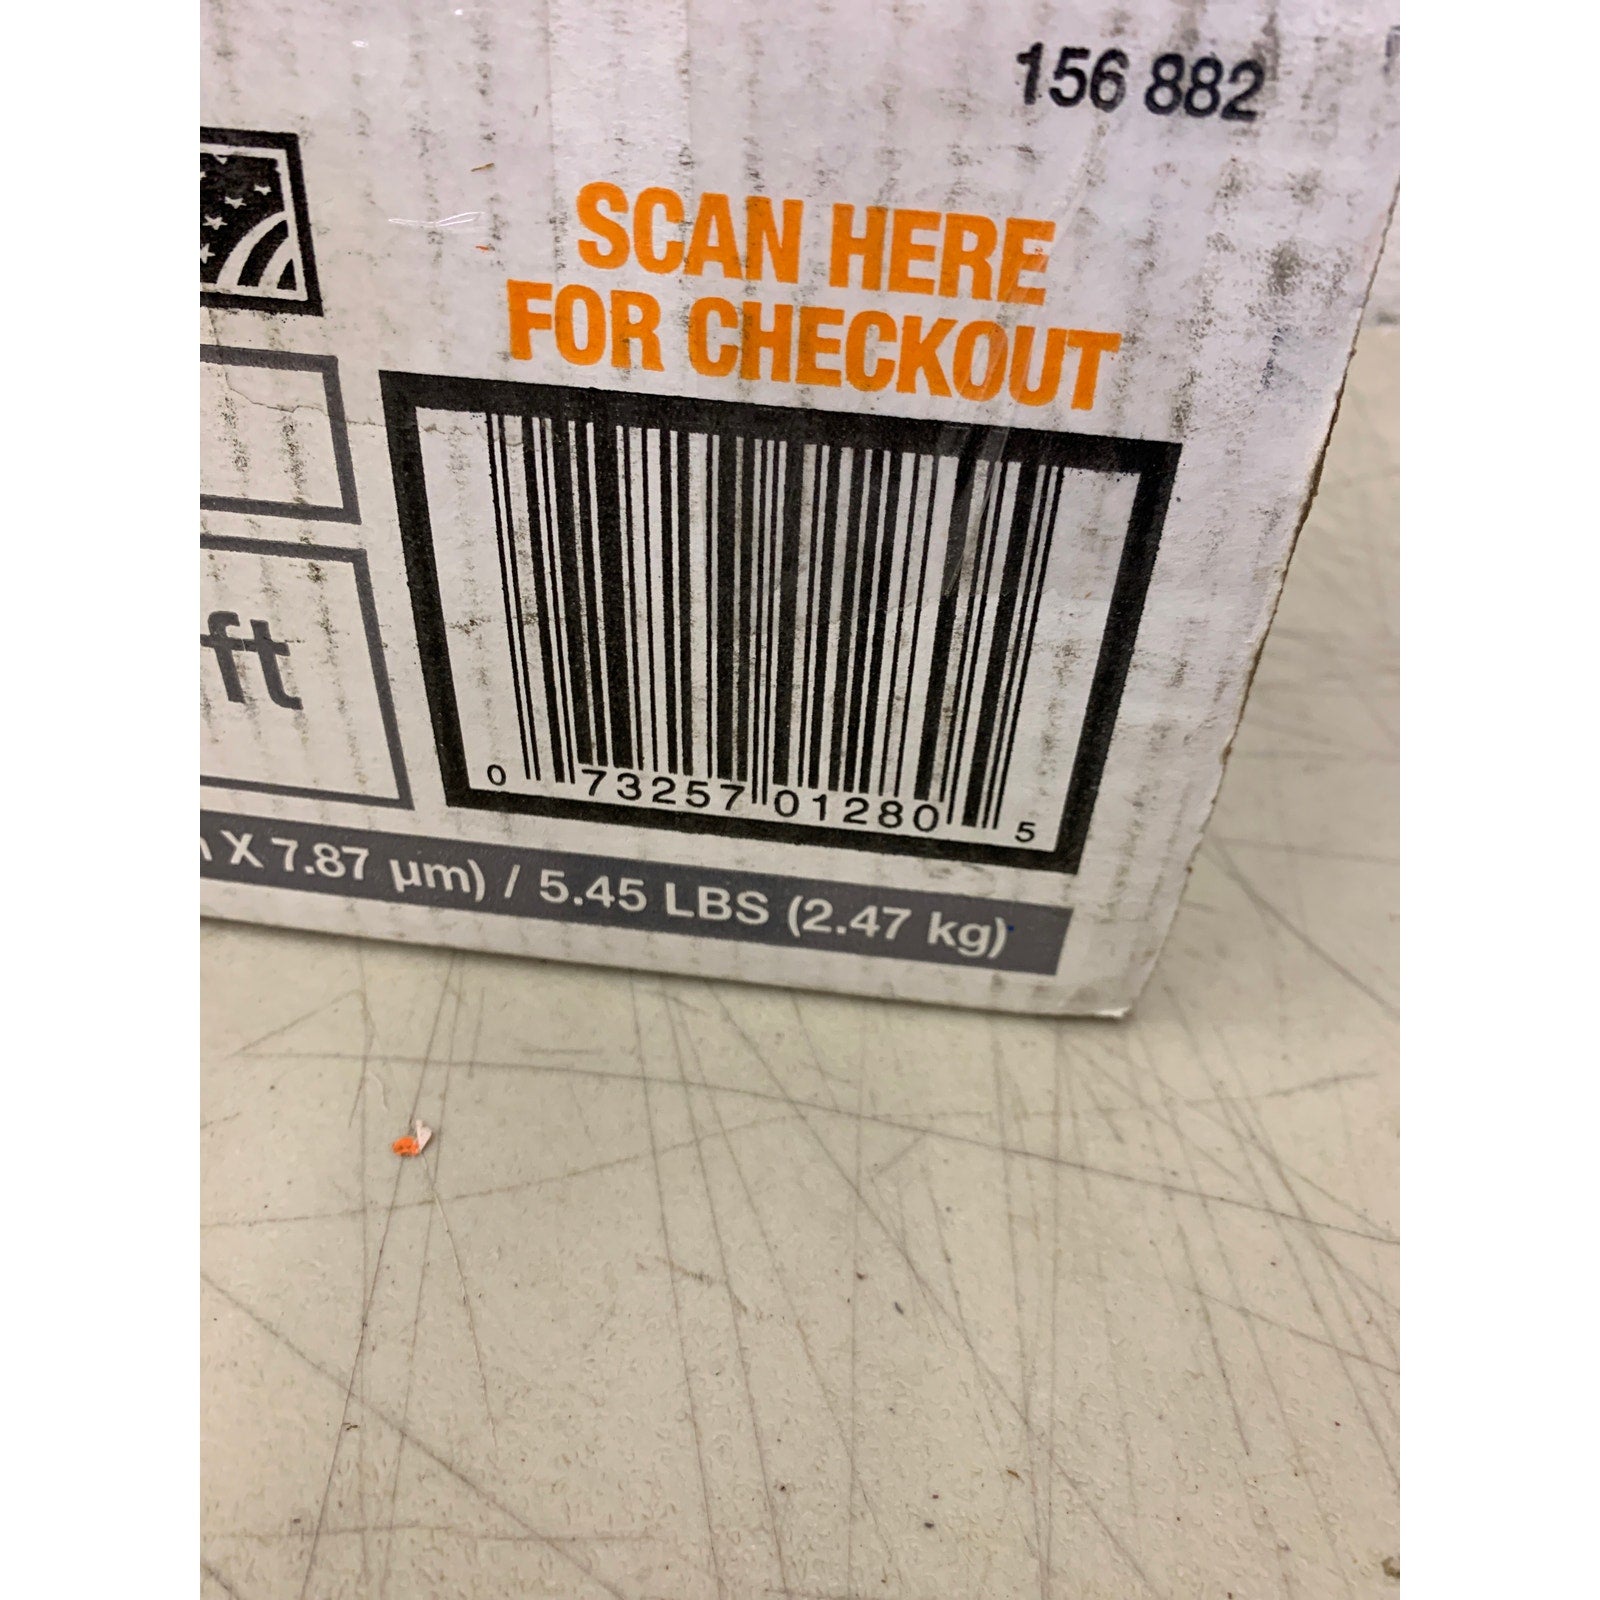 156 882
SCAN HERE
FOR CHECKOUT
ft
0 73257 01280 5
X 7.87 µm) / 5.45 LBS (2.47 kg)